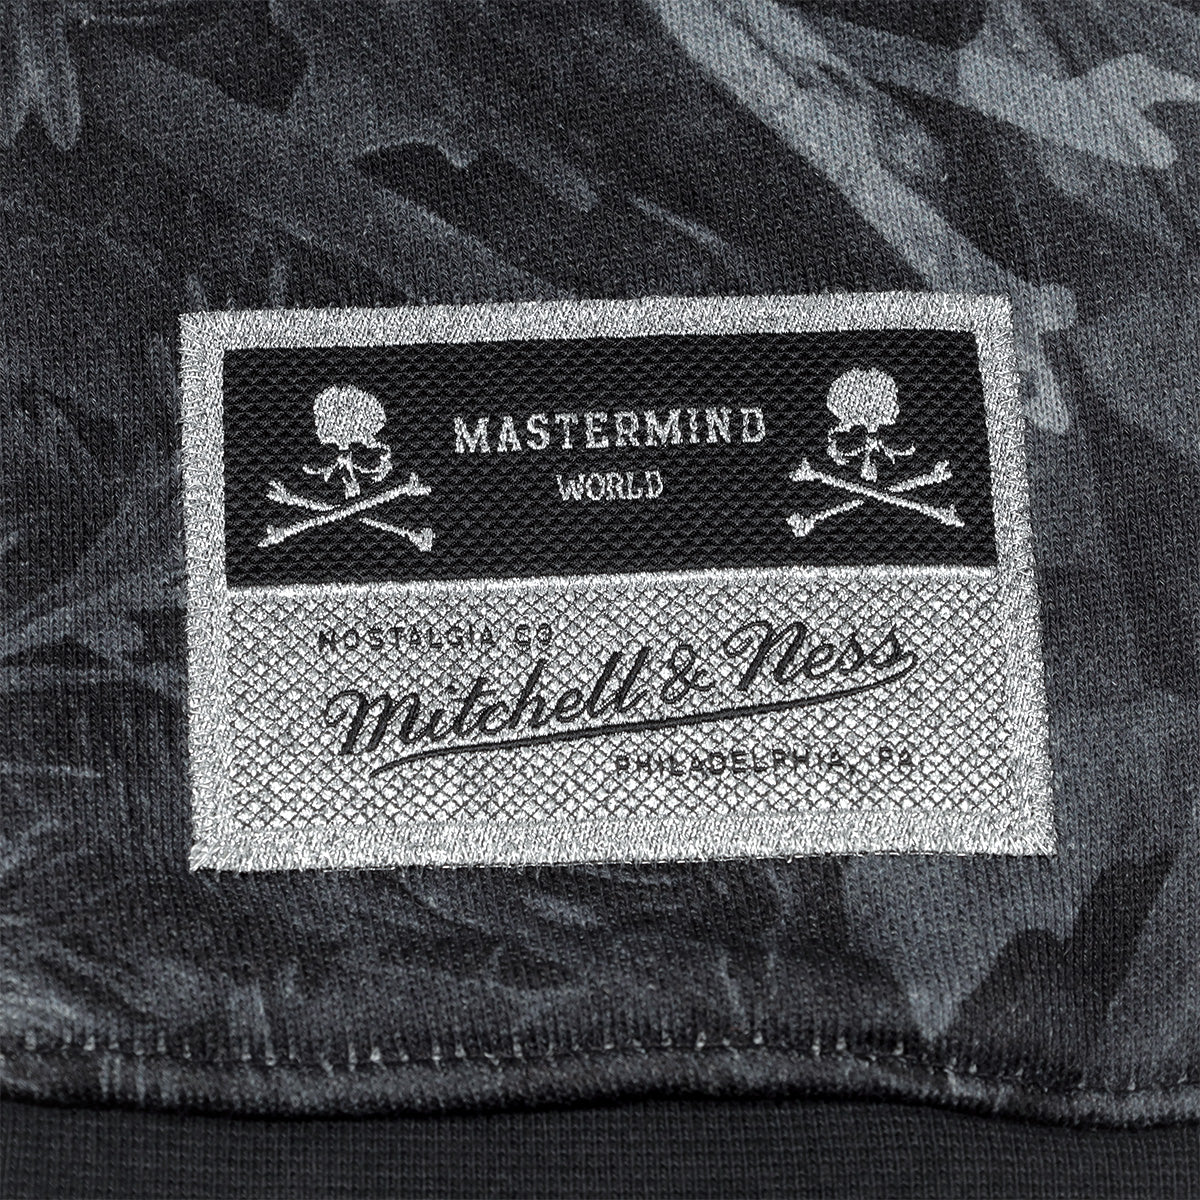 MASTERMIND
WORLD
NOSTALGIA CO
Mitchell & Ness
PHILADELPHIA, PA